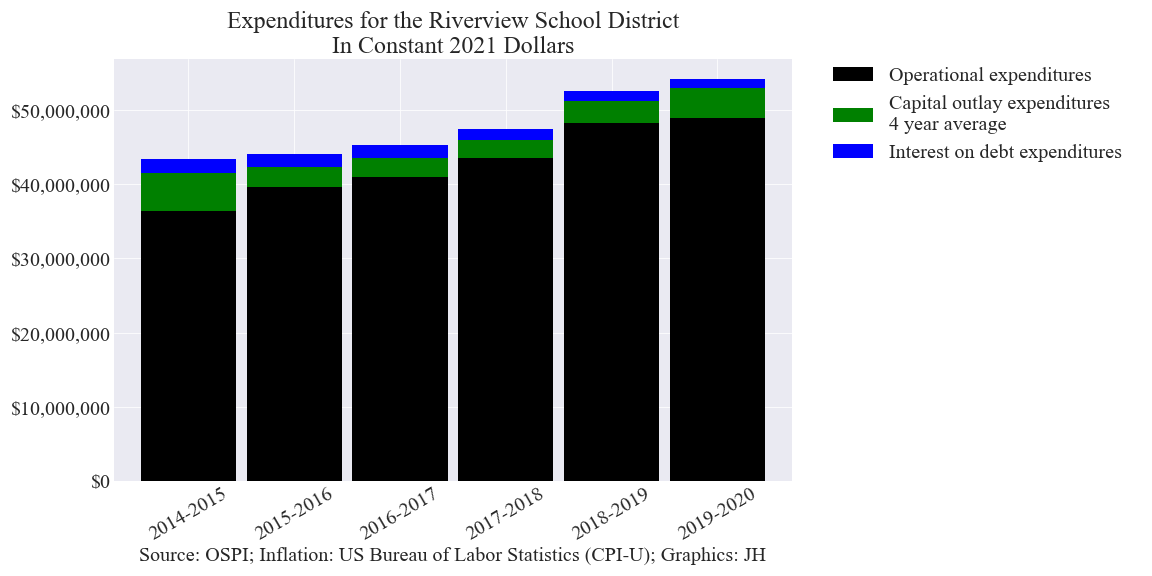 Expenditures for the Riverview School District
In Constant 2021 Dollars
Operational expenditures
Capital outlay expenditures
4 year average
Interest on debt expenditures
$50,000,000
$40,000,000
$30,000,000
$20,000,000
$10,000,000
$0
2014-2015
2015-2016
2016-2017
2017-2018
2018-2019
2019-2020
Source: OSPI; Inflation: US Bureau of Labor Statistics (CPI-U); Graphics: JH